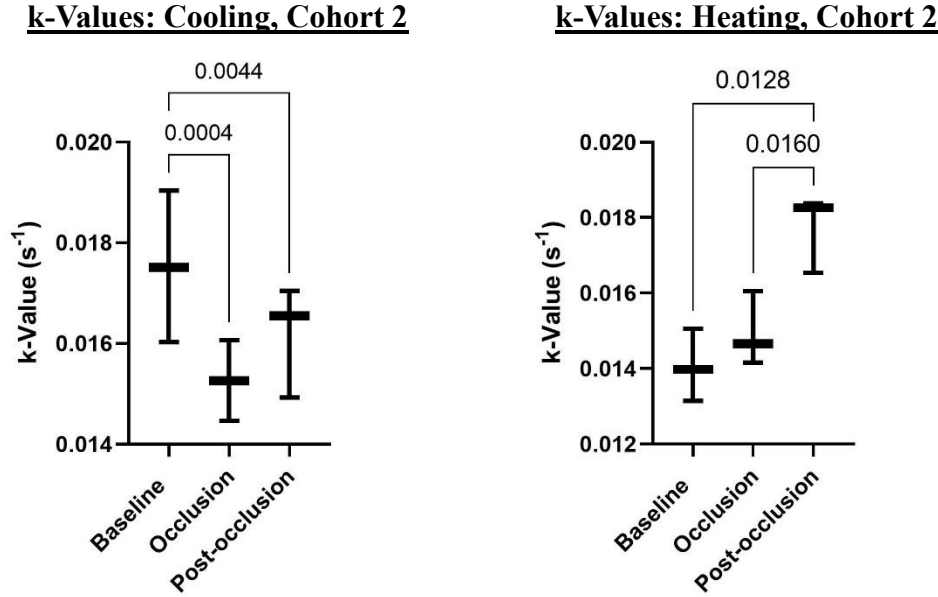 k-Values: Cooling, Cohort 2
0.0044
0.0004
0.020
0.018
0.016
0.014
k-Value (s⁻¹)
Baseline
Occlusion
Post-occlusion
k-Values: Heating, Cohort 2
0.0128
0.0160
0.020
0.018
0.016
0.014
0.012
k-Value (s⁻¹)
Baseline
Occlusion
Post-occlusion